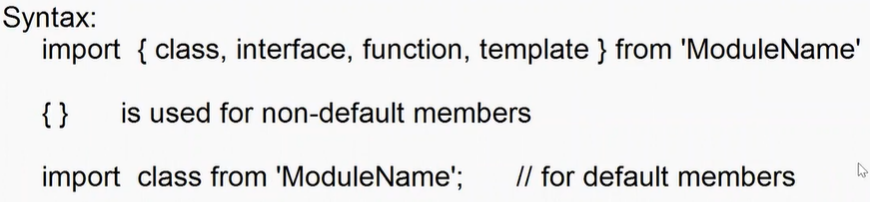 Syntax:
import { class, interface, function, template } from 'ModuleName'
{ } is used for non-default members
import class from 'ModuleName'; // for default members